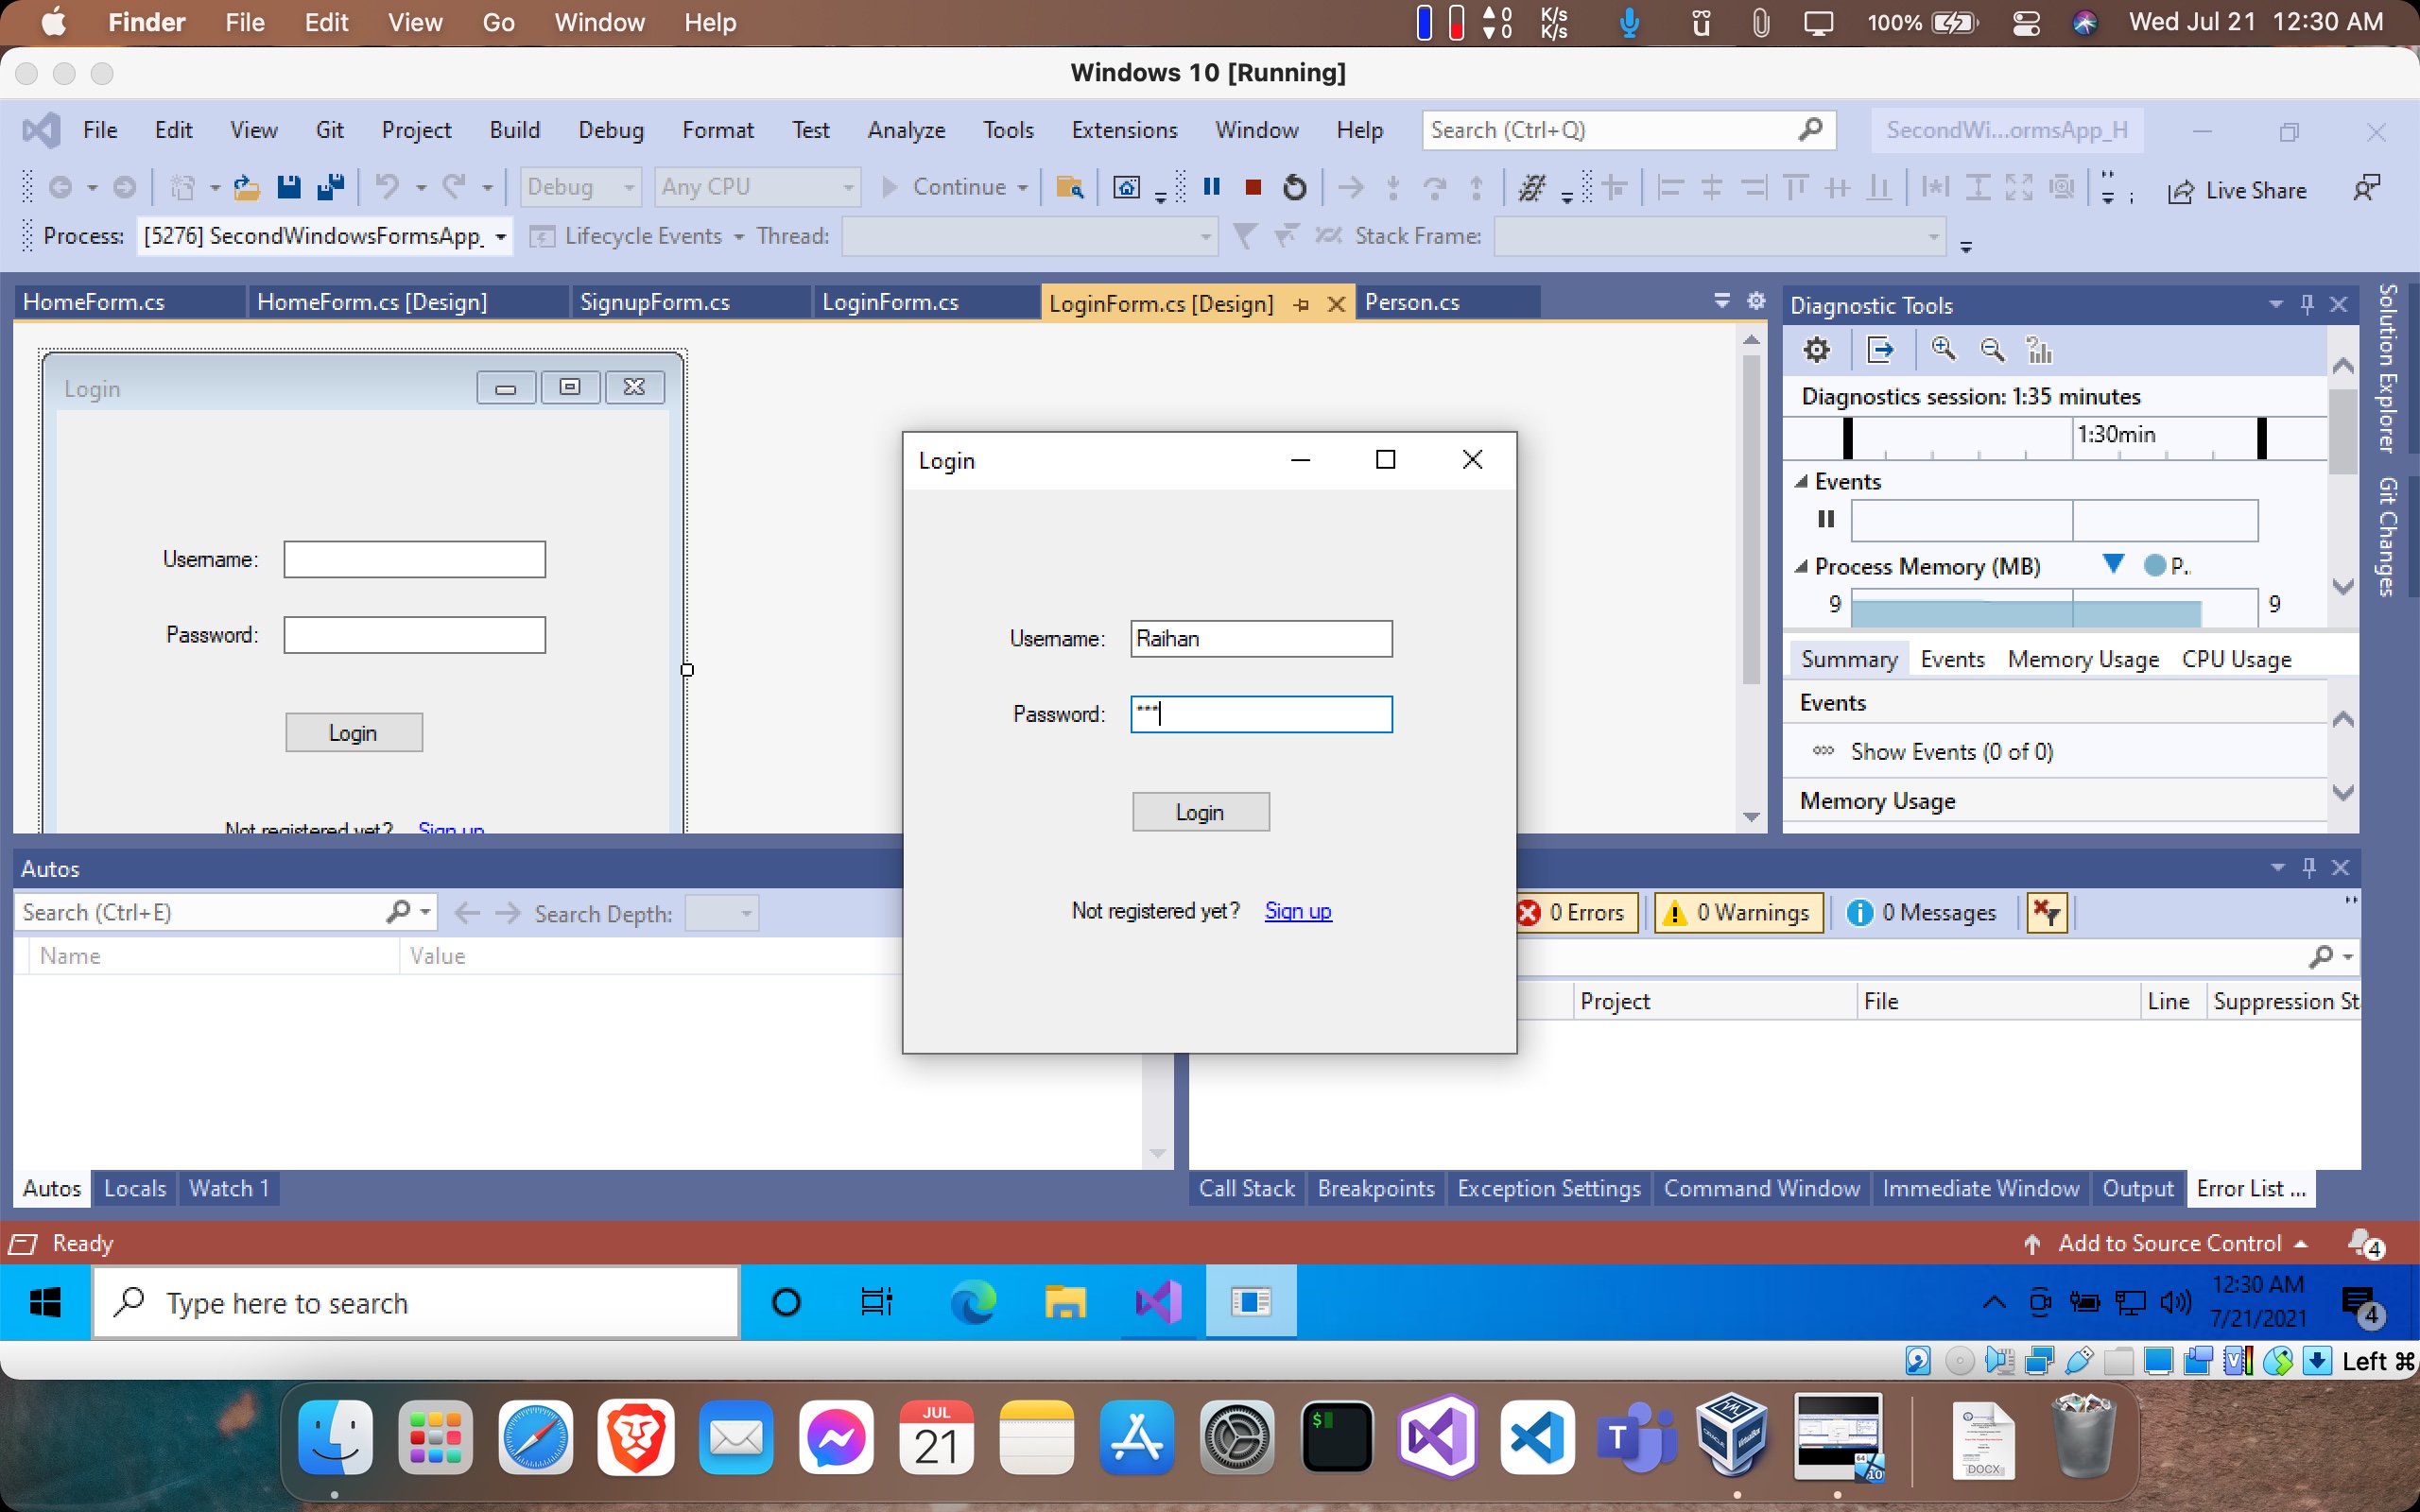 Finder File Edit View Go Window Help 0 0 K/s K/s 100% Wed Jul 21 12:30 AM
Windows 10 [Running]
File Edit View Git Project Build Debug Format Test Analyze Tools Extensions Window Help Search (Ctrl+Q) SecondWi...ormsApp_H
Debug Any CPU Continue Live Share
Process: [5276] SecondWindowsFormsApp_ Lifecycle Events Thread: Stack Frame:
HomeForm.cs HomeForm.cs [Design] SignupForm.cs LoginForm.cs LoginForm.cs [Design] Person.cs
Login
Username:
Password:
Login
Not registered yet? Sign up
Login
Username: Raihan
Password: ***
Login
Not registered yet? Sign up
Diagnostic Tools
Diagnostics session: 1:35 minutes
1:30min
Events
Process Memory (MB) P..
9 9
Summary Events Memory Usage CPU Usage
Events
Show Events (0 of 0)
Memory Usage
Solution Explorer
Git Changes
Autos
Search (Ctrl+E) Search Depth:
Name Value
0 Errors 0 Warnings 0 Messages
Project File Line Suppression St
Autos Locals Watch 1
Call Stack Breakpoints Exception Settings Command Window Immediate Window Output Error List ...
Ready Add to Source Control 4
Type here to search
12:30 AM
7/21/2021
4
Left ⌘
JUL
21
$
T
64
10
DOCX